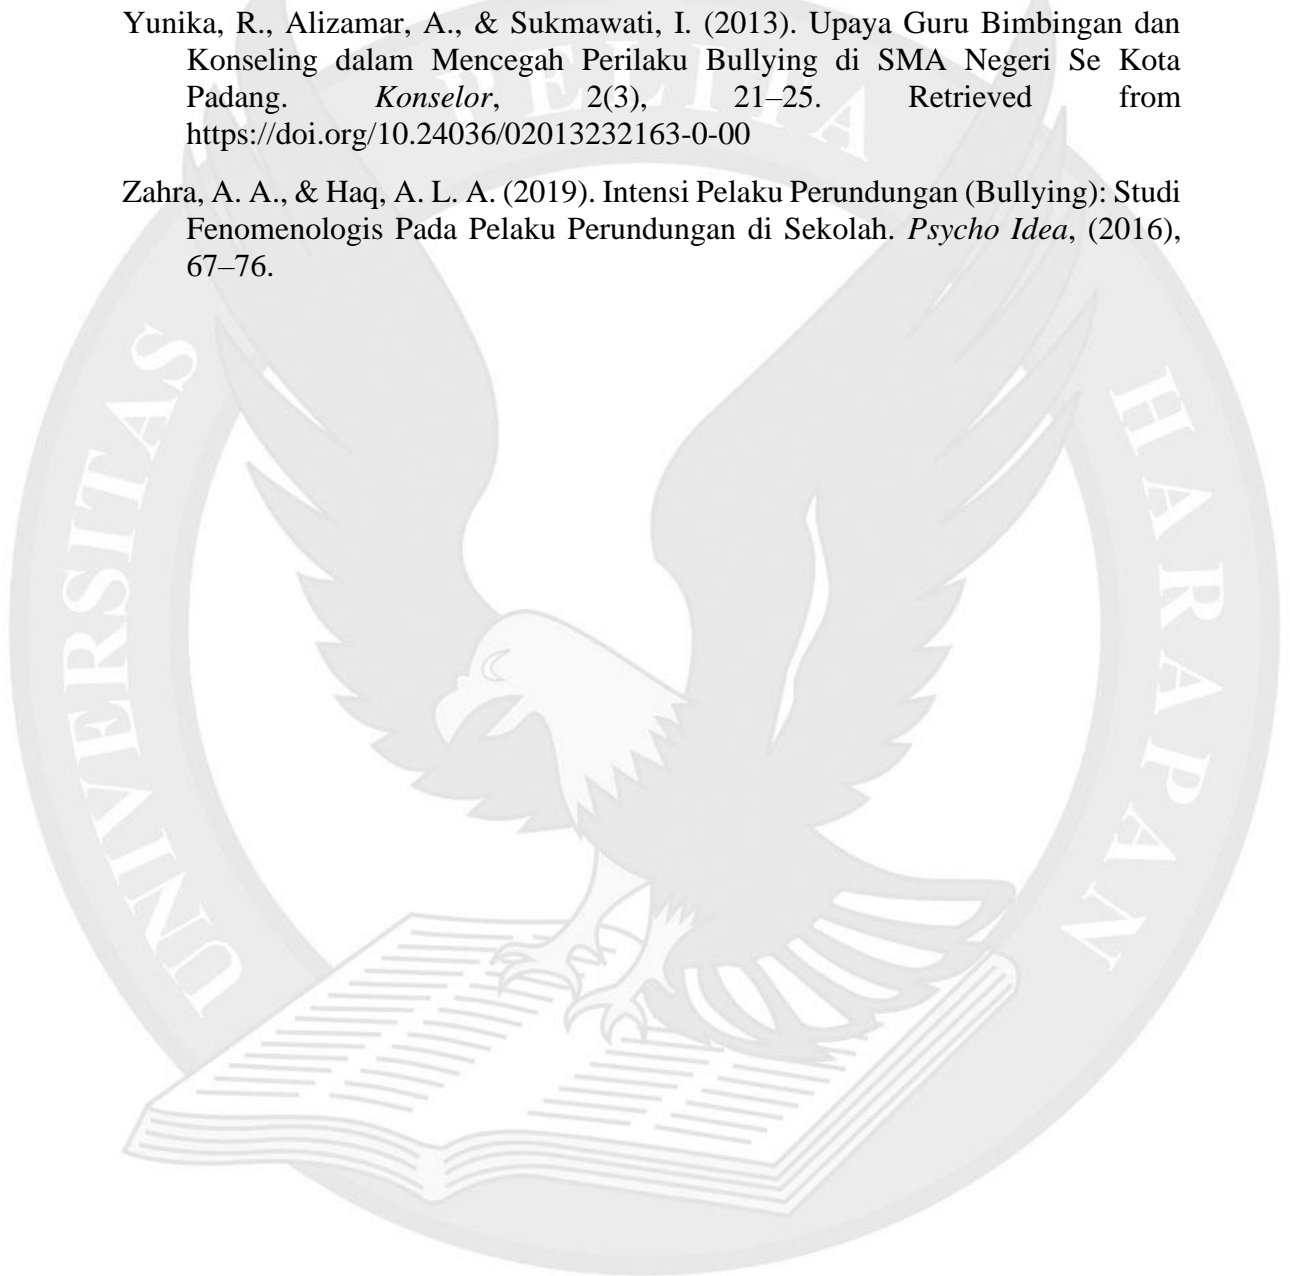 Yunika, R., Alizamar, A., & Sukmawati, I. (2013). Upaya Guru Bimbingan dan
Konseling dalam Mencegah Perilaku Bullying di SMA Negeri Se Kota
Padang. Konselor, 2(3), 21–25. Retrieved from
https://doi.org/10.24036/02013232163-0-00
Zahra, A. A., & Haq, A. L. A. (2019). Intensi Pelaku Perundungan (Bullying): Studi
Fenomenologis Pada Pelaku Perundungan di Sekolah. Psycho Idea, (2016),
67–76.
UNIVERSITAS PELITA HARAPAN